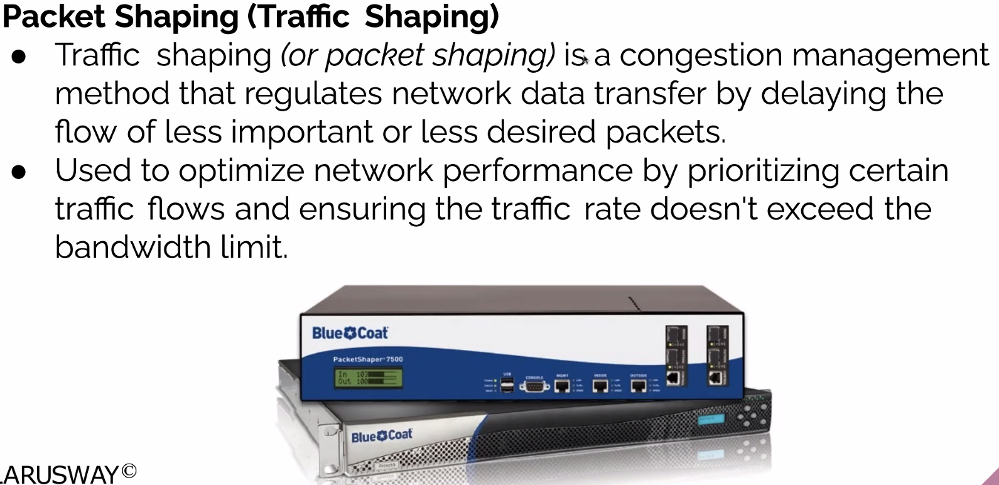 Packet Shaping (Traffic Shaping)
● Traffic shaping (or packet shaping) is a congestion management
method that regulates network data transfer by delaying the
flow of less important or less desired packets.
● Used to optimize network performance by prioritizing certain
traffic flows and ensuring the traffic rate doesn't exceed the
bandwidth limit.
Blue Coat
PacketShaper 7500
In 103
Out 100
USB
CONSOLE
MGMT
INSIDE
OUTSIDE
Blue Coat
LARUSWAY©